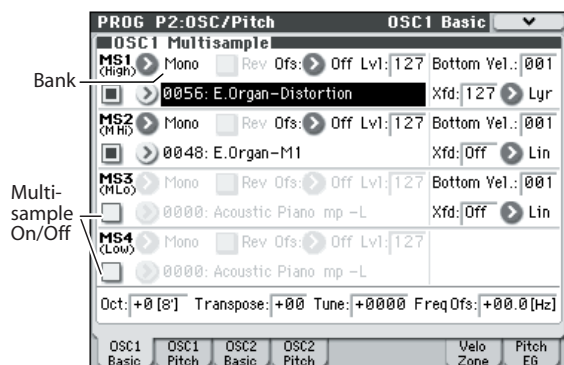 PROG P2:OSC/Pitch OSC1 Basic
OSC1 Multisample
MS1 Mono Rev Ofs: Off Lvl: 127 Bottom Vel.: 001
(High)
Bank
0056: E.Organ-Distortion Xfd: 127 Lyr
MS2 Mono Rev Ofs: Off Lvl: 127 Bottom Vel.: 001
(M Hi)
0048: E.Organ-M1 Xfd: Off Lin
MS3 Mono Rev Ofs: Off Lvl: 127 Bottom Vel.: 001
(MLo)
Multi-
sample
On/Off
0000: Acoustic Piano mp -L Xfd: Off Lin
MS4 Mono Rev Ofs: Off Lvl: 127
(Low)
0000: Acoustic Piano mp -L
Oct: +0 [8'] Transpose: +00 Tune: +0000 Freq Ofs: +00.0 [Hz]
OSC1 OSC1 OSC2 OSC2 Velo Pitch
Basic Pitch Basic Pitch Zone EG